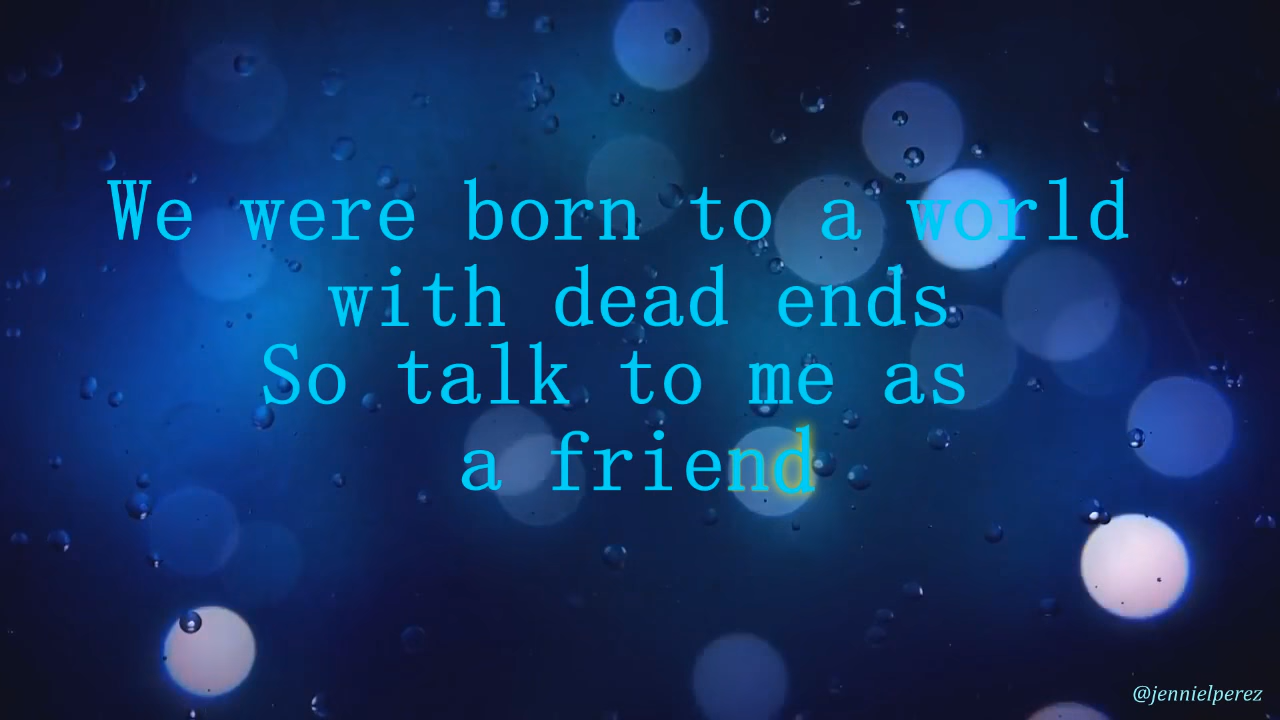 We were born to a world
with dead ends
So talk to me as
a friend
@jennielperez